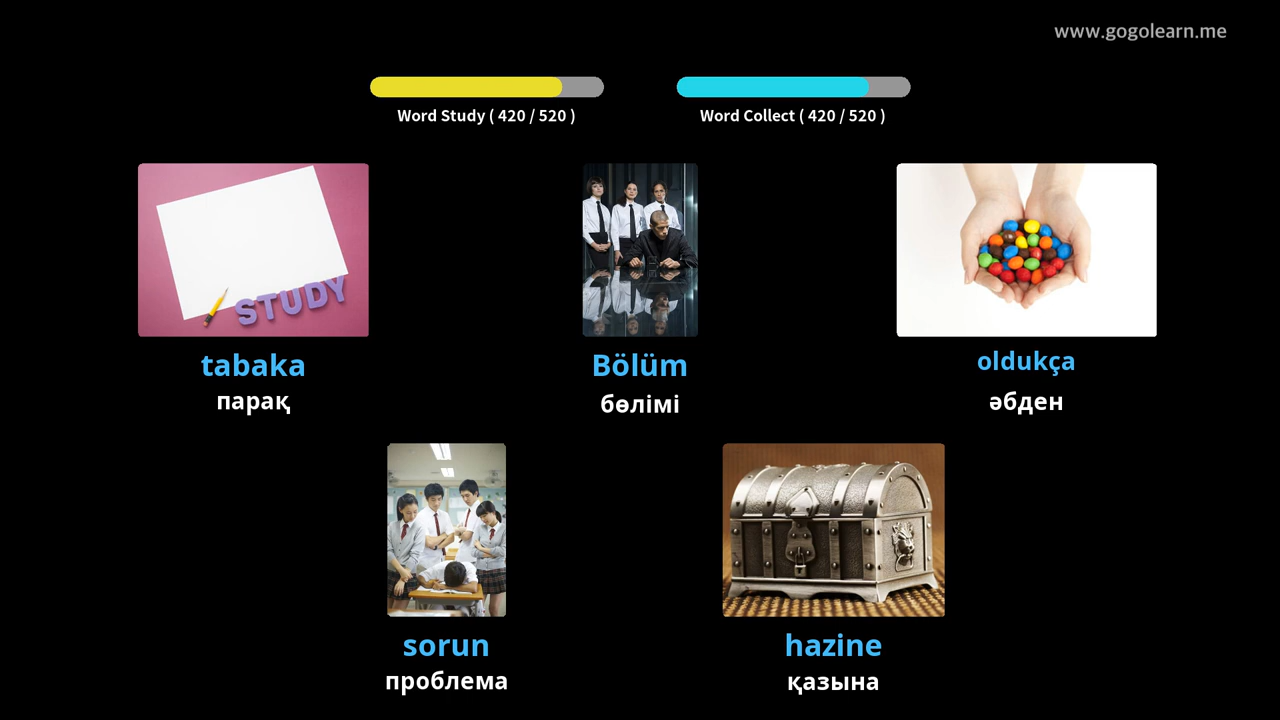 www.gogolearn.me
Word Study ( 420 / 520 )
Word Collect ( 420 / 520 )
STUDY
tabaka
парақ
Bölüm
бөлімі
oldukça
әбден
sorun
проблема
hazine
қазына